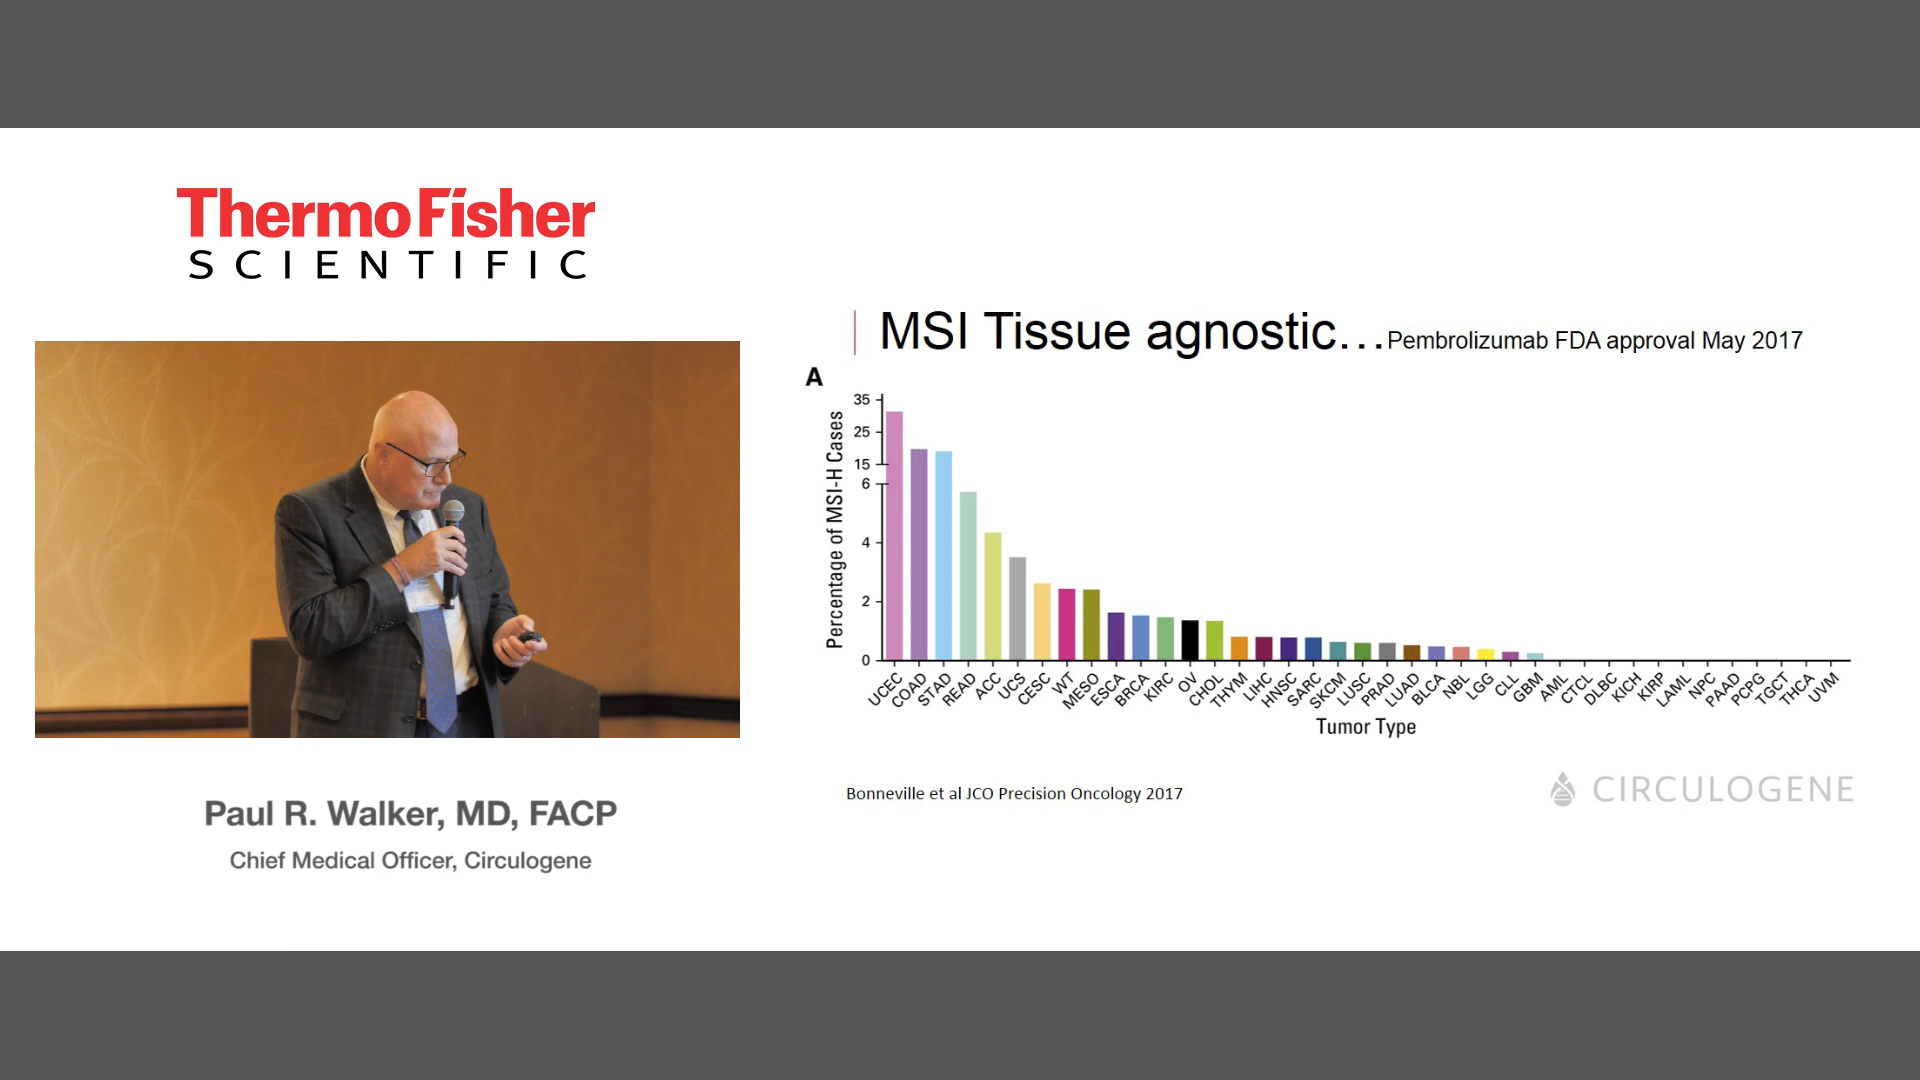 ThermoFisher
SCIENTIFIC
MSI Tissue agnostic...Pembrolizumab FDA approval May 2017
A
Percentage of MSI-H Cases
35
25
15
6
4
2
0
UCEC COAD STAD READ ACC UCS CESC WT MESO ESCA BRCA KIRC OV CHOL THYM LIHC HNSC SARC SKCM LUSC PRAD LUAD BLCA NBL LGG CLL GBM AML CTCL DLBC KICH KIRP LAML NPC PAAD PCPG TGCT THCA UVM
Tumor Type
Bonneville et al JCO Precision Oncology 2017
CIRCULOGENE
Paul R. Walker, MD, FACP
Chief Medical Officer, Circulogene